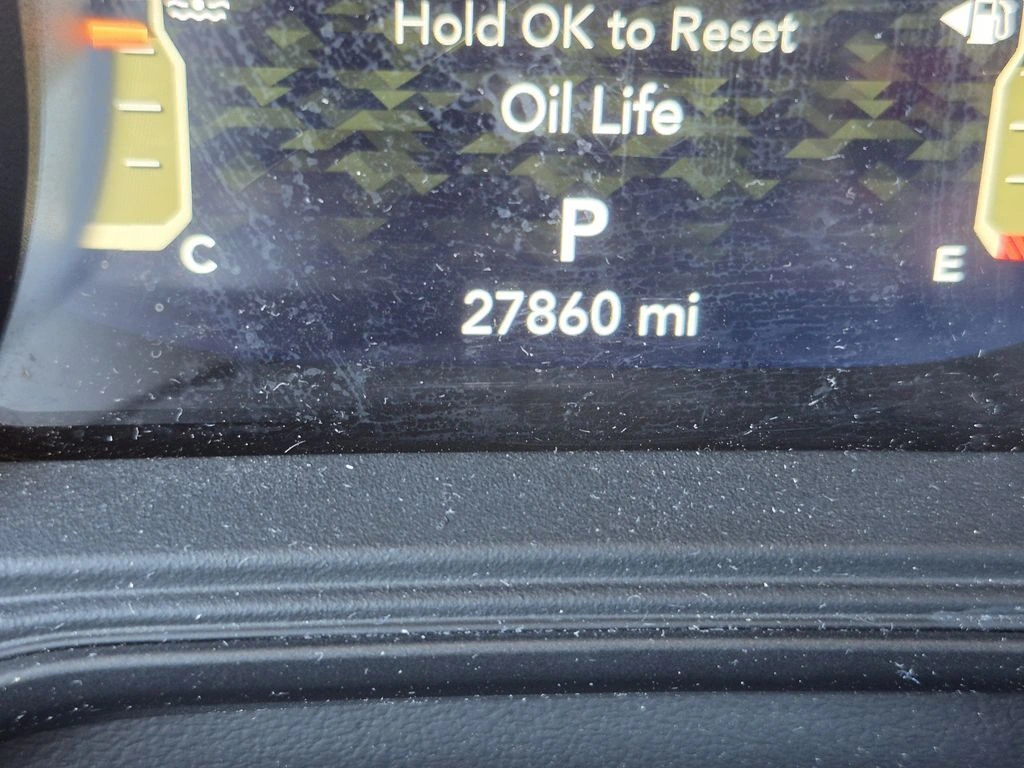 Hold OK to Reset
Oil Life
P
C
E
27860 mi